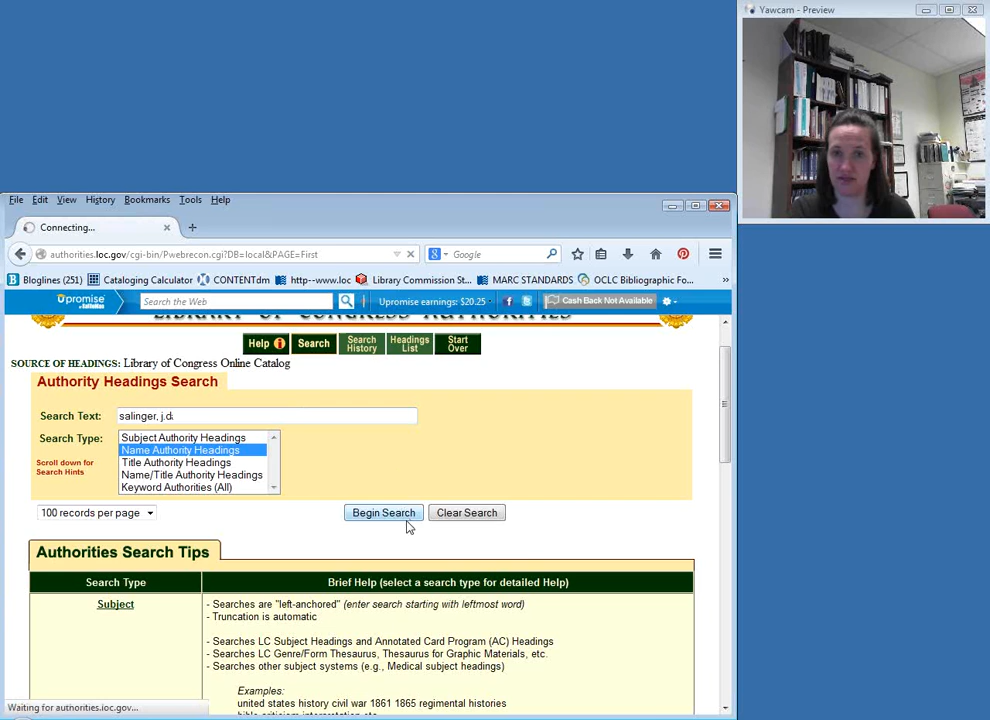 Yawcam - Preview
File Edit View History Bookmarks Tools Help
Connecting...
authorities.loc.gov/cgi-bin/Pwebrecon.cgi?DB=local&PAGE=First
Google
Bloglines (251) Cataloging Calculator CONTENTdm http--www.loc Library Commission St... MARC STANDARDS OCLC Bibliographic Fo... »
Upromise Search the Web Upromise earnings: $20.25 Cash Back Not Available
LIBRARY OF CONGRESS AUTHORITIES
Help Search Search History Headings List Start Over
SOURCE OF HEADINGS: Library of Congress Online Catalog
Authority Headings Search
Search Text: salinger, j.d.
Search Type: Subject Authority Headings
Name Authority Headings
Scroll down for Search Hints
Title Authority Headings
Name/Title Authority Headings
Keyword Authorities (All)
100 records per page Begin Search Clear Search
Authorities Search Tips
Search Type Brief Help (select a search type for detailed Help)
Subject - Searches are "left-anchored" (enter search starting with leftmost word)
- Truncation is automatic
- Searches LC Subject Headings and Annotated Card Program (AC) Headings
- Searches LC Genre/Form Thesaurus, Thesaurus for Graphic Materials, etc.
- Searches other subject systems (e.g., Medical subject headings)
Examples:
united states history civil war 1861 1865 regimental histories
Waiting for authorities.loc.gov...